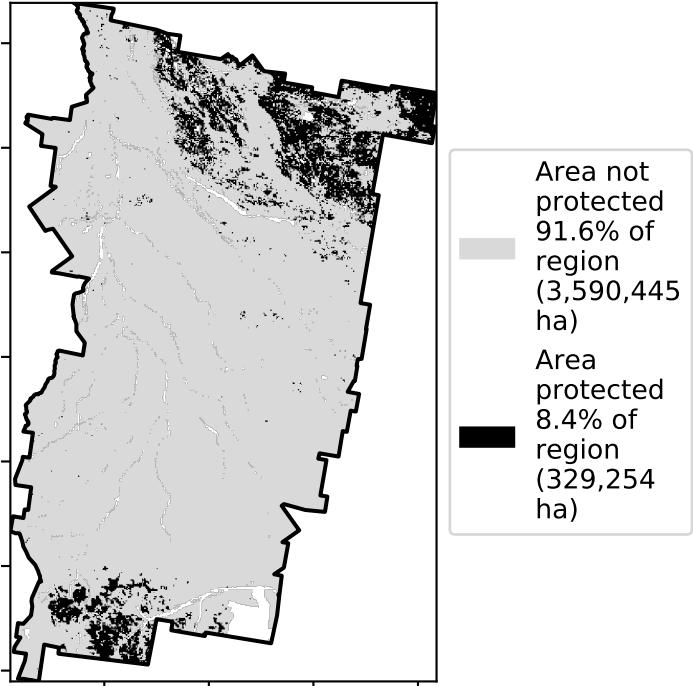 Area not
protected
91.6% of
region
(3,590,445
ha)
Area
protected
8.4% of
region
(329,254
ha)